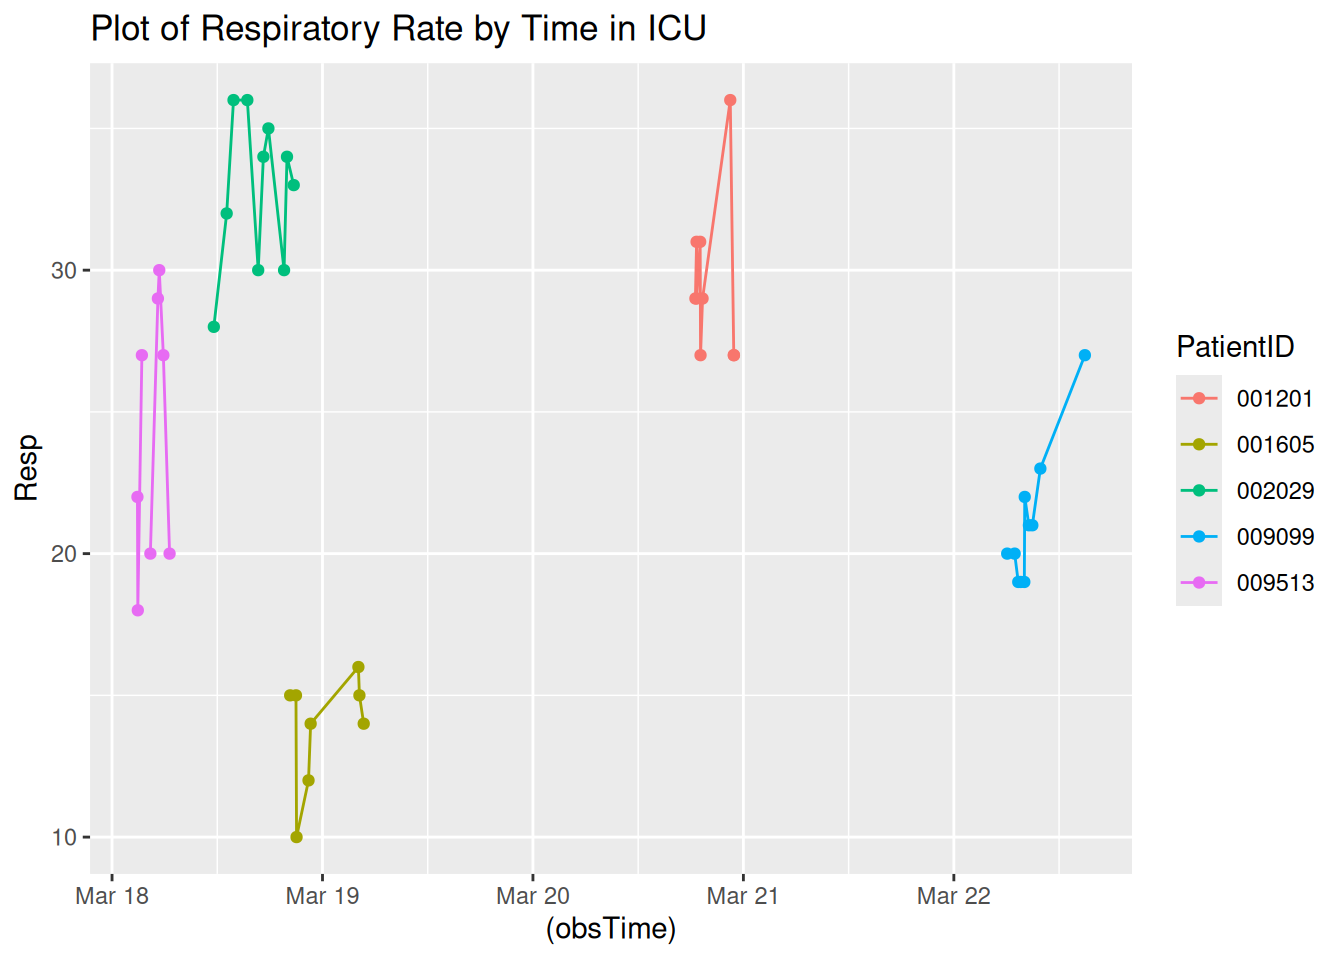 Plot of Respiratory Rate by Time in ICU
Resp
30
20
10
Mar 18 Mar 19 Mar 20 Mar 21 Mar 22
(obsTime)
PatientID
001201
001605
002029
009099
009513